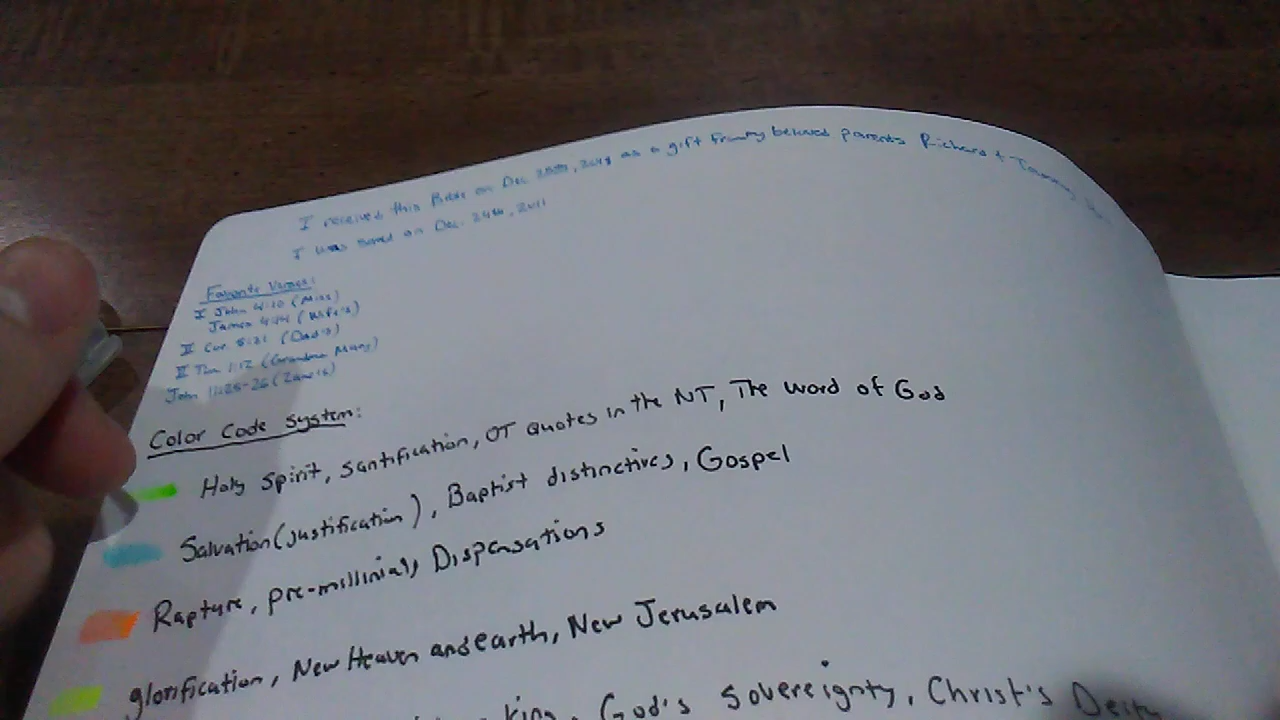 I received this Bible on Dec. 25th, as a gift from my beloved parents Richard +
I was saved on Dec. 24th, 2011
Favorite Verses:
I John 4:10 (Mine)
James 4:14 (Wife's)
II Cor 5:21 (Dad's)
II Tim 1:12 (Grandma Mary)
John 11:25-26
Color Code System:
Holy Spirit, Santification, OT Quotes in the NT, The Word of God
Salvation (justification), Baptist distinctives, Gospel
Rapture, pre-millinial, Dispensations
glorification, New Heaven and earth, New Jerusalem
king, God's Sovereignty, Christ's Deity